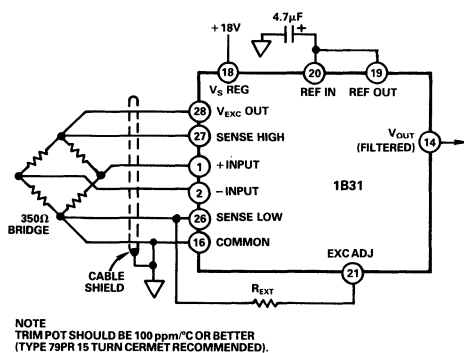 4.7µF
+
+18V
18
20
19
VS REG
REF IN
REF OUT
28
VEXC OUT
27
SENSE HIGH
1
+INPUT
VOUT
(FILTERED)
14
2
−INPUT
1B31
350Ω
BRIDGE
26
SENSE LOW
16
COMMON
EXC ADJ
21
CABLE
SHIELD
REXT
NOTE
TRIM POT SHOULD BE 100 ppm/°C OR BETTER
(TYPE 79PR 15 TURN CERMET RECOMMENDED).